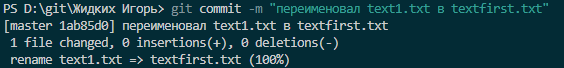 PS D:\git\Жидких Игорь> git commit -m "переименовал text1.txt в textfirst.txt"
[master 1ab85d0] переименовал text1.txt в textfirst.txt
 1 file changed, 0 insertions(+), 0 deletions(-)
 rename text1.txt => textfirst.txt (100%)